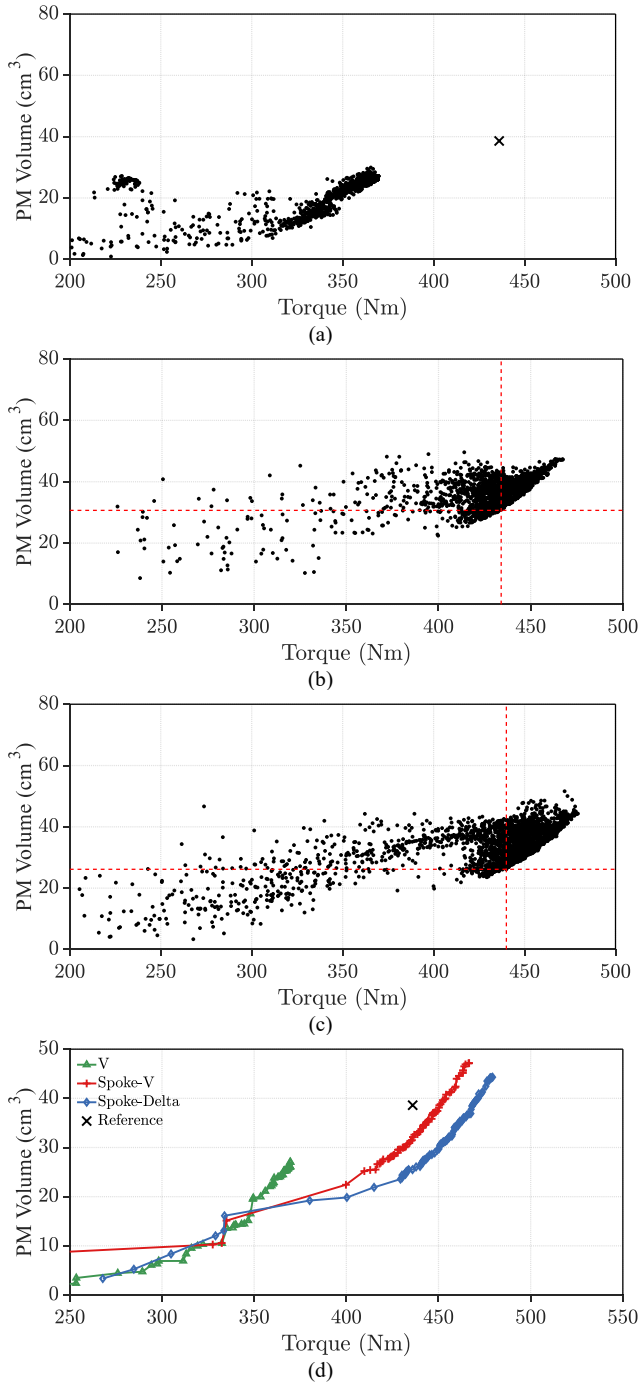 80
60
40
20
0
PM Volume (cm³)
200 250 300 350 400 450 500
Torque (Nm)
(a)
80
60
40
20
0
PM Volume (cm³)
200 250 300 350 400 450 500
Torque (Nm)
(b)
80
60
40
20
0
PM Volume (cm³)
200 250 300 350 400 450 500
Torque (Nm)
(c)
50
40
30
20
10
0
PM Volume (cm³)
V
Spoke-V
Spoke-Delta
Reference
250 300 350 400 450 500 550
Torque (Nm)
(d)